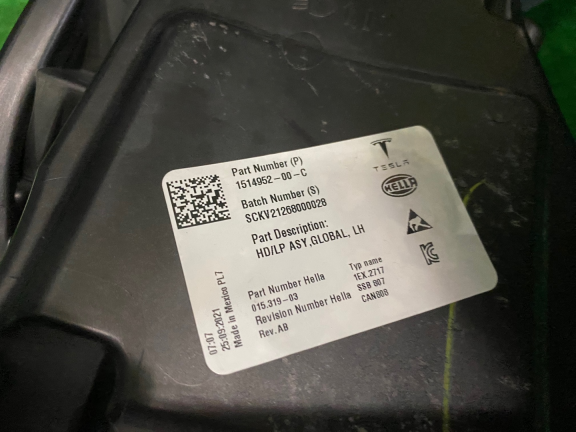 Part Number (P)
1514952-00-C
TESLA
Batch Number (S)
SCKV21268000028
HELLA
Part Description:
HD/LP ASY,GLOBAL, LH
Part Number Hella
015.319-03
Revision Number Hella
Rev.AB
Typ name
1EX.2717
SSB 007
CAN008
07:07
25:09:2021
Made in Mexico PL7